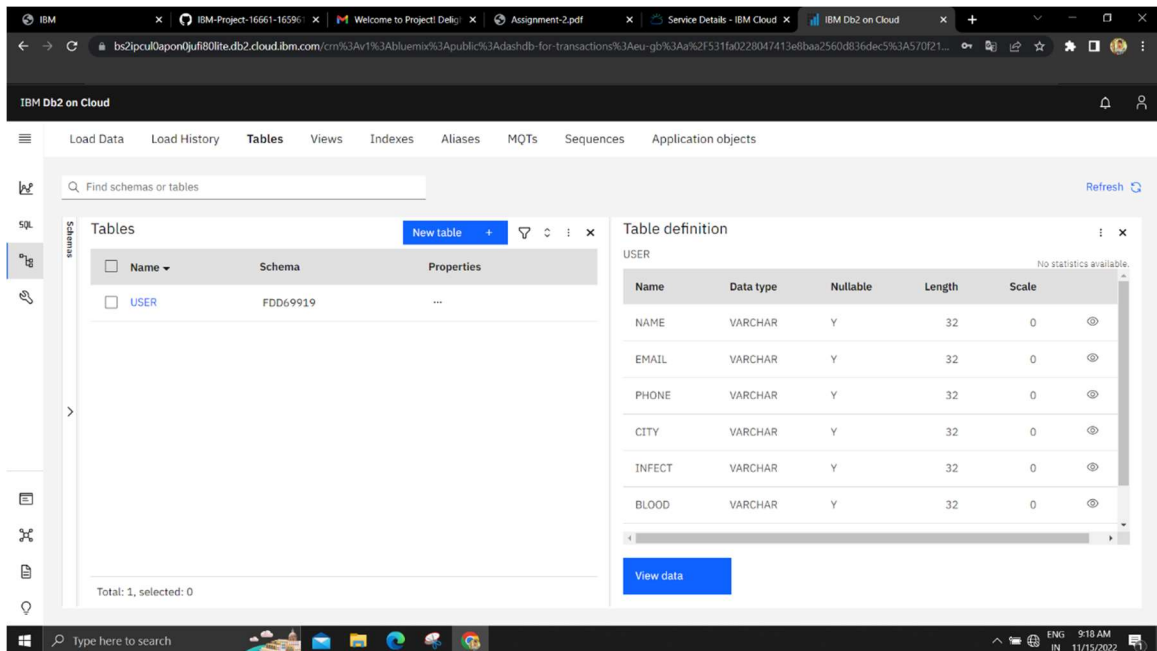 IBM
IBM-Project-16661-165961
Welcome to Project! Deligh
Assignment-2.pdf
Service Details - IBM Cloud
IBM Db2 on Cloud
bs2ipcul0apon0jufi80lite.db2.cloud.ibm.com/crn%3Av1%3Abluemix%3Apublic%3Adashdb-for-transactions%3Aeu-gb%3Aa%2F531fa0228047413e8baa2560d836dec5%3A570f21...
IBM Db2 on Cloud
Load Data Load History Tables Views Indexes Aliases MQTs Sequences Application objects
Find schemas or tables
Refresh
SQL
Schemas
Tables
New table +
Name Schema Properties
USER FDD69919 ...
Total: 1, selected: 0
Table definition
USER
No statistics available.
Name Data type Nullable Length Scale
NAME VARCHAR Y 32 0
EMAIL VARCHAR Y 32 0
PHONE VARCHAR Y 32 0
CITY VARCHAR Y 32 0
INFECT VARCHAR Y 32 0
BLOOD VARCHAR Y 32 0
View data
Type here to search
ENG 9:18 AM
IN 11/15/2022